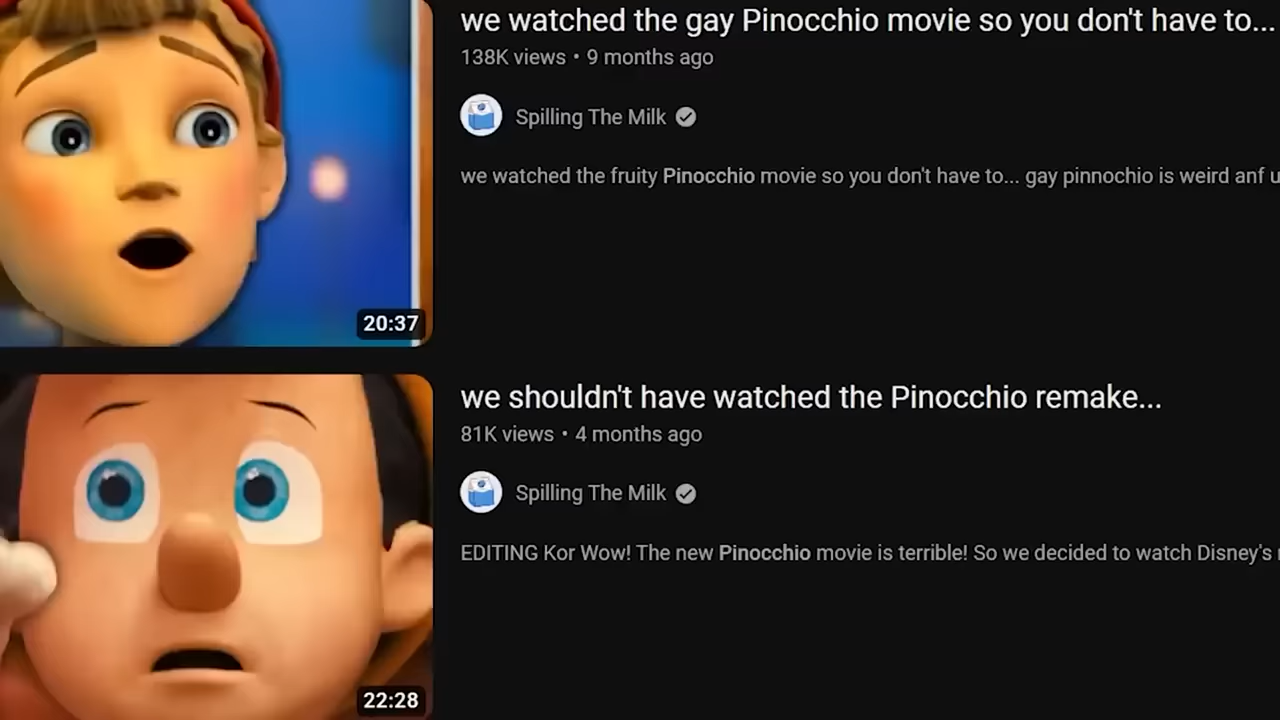 we watched the gay Pinocchio movie so you don't have to...
138K views • 9 months ago
Spilling The Milk
we watched the fruity Pinocchio movie so you don't have to... gay pinnochio is weird anf u
20:37
we shouldn't have watched the Pinocchio remake...
81K views • 4 months ago
Spilling The Milk
EDITING Kor Wow! The new Pinocchio movie is terrible! So we decided to watch Disney's
22:28